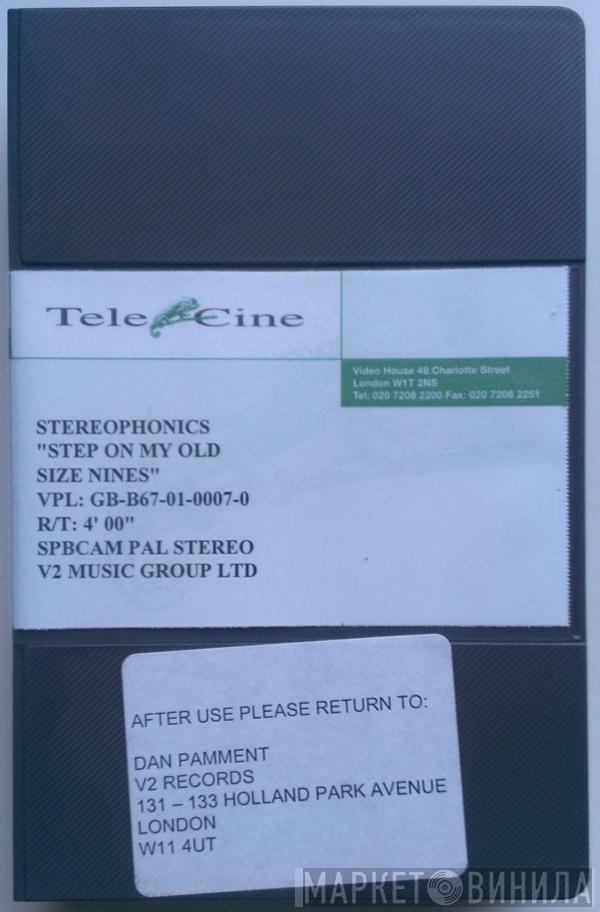 Tele Cine
Video House 48 Charlotte Street
London W1T 2NS
Tel: 020 7208 2200 Fax: 020 7208 2251
STEREOPHONICS
"STEP ON MY OLD
SIZE NINES"
VPL: GB-B67-01-0007-0
R/T: 4' 00"
SPBCAM PAL STEREO
V2 MUSIC GROUP LTD
AFTER USE PLEASE RETURN TO:
DAN PAMMENT
V2 RECORDS
131 – 133 HOLLAND PARK AVENUE
LONDON
W11 4UT
МАРКЕТ ВИНИЛА